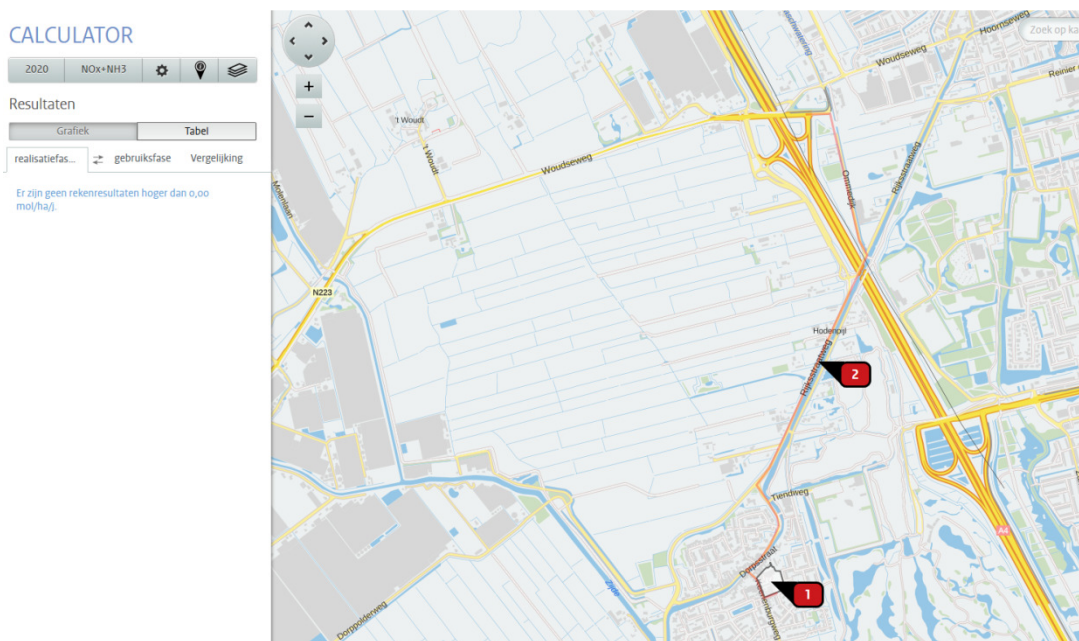 CALCULATOR
2020
NOx+NH3
Resultaten
Grafiek
Tabel
realisatiefas...
gebruiksfase
Vergelijking
Er zijn geen rekenresultaten hoger dan 0,00
mol/ha/j.
+
−
Zoek op ka
Hoornseweg
Woudseweg
Reinier
't Woudt
't Woudt
Woudseweg
Ommedijk
Rijksstraatweg
Molenlaan
N223
Hodenpijl
Rijksstraatweg
2
Tiendweg
A4
Dorpsstraat
1
Zijde
Dorppolderweg